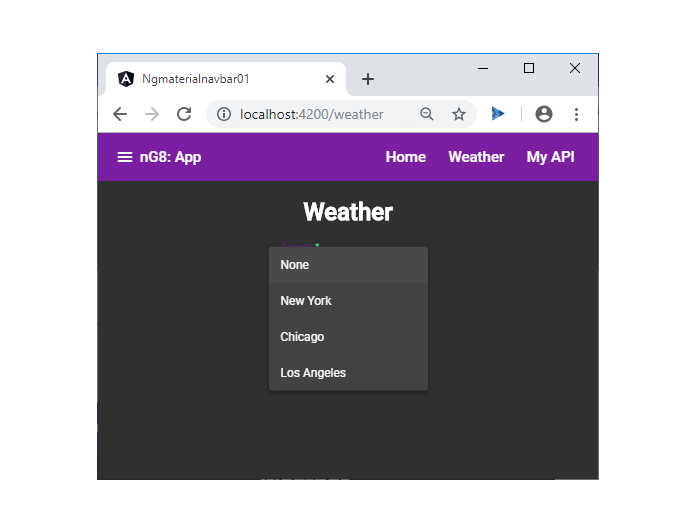 Ngmaterialnavbar01
localhost:4200/weather
nG8: App Home Weather My API
Weather
None
New York
Chicago
Los Angeles